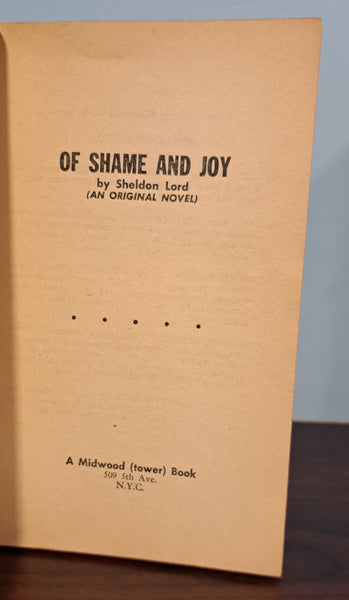 OF SHAME AND JOY
by Sheldon Lord
(AN ORIGINAL NOVEL)
. . . . .
A Midwood (tower) Book
509 5th Ave.
N.Y.C.